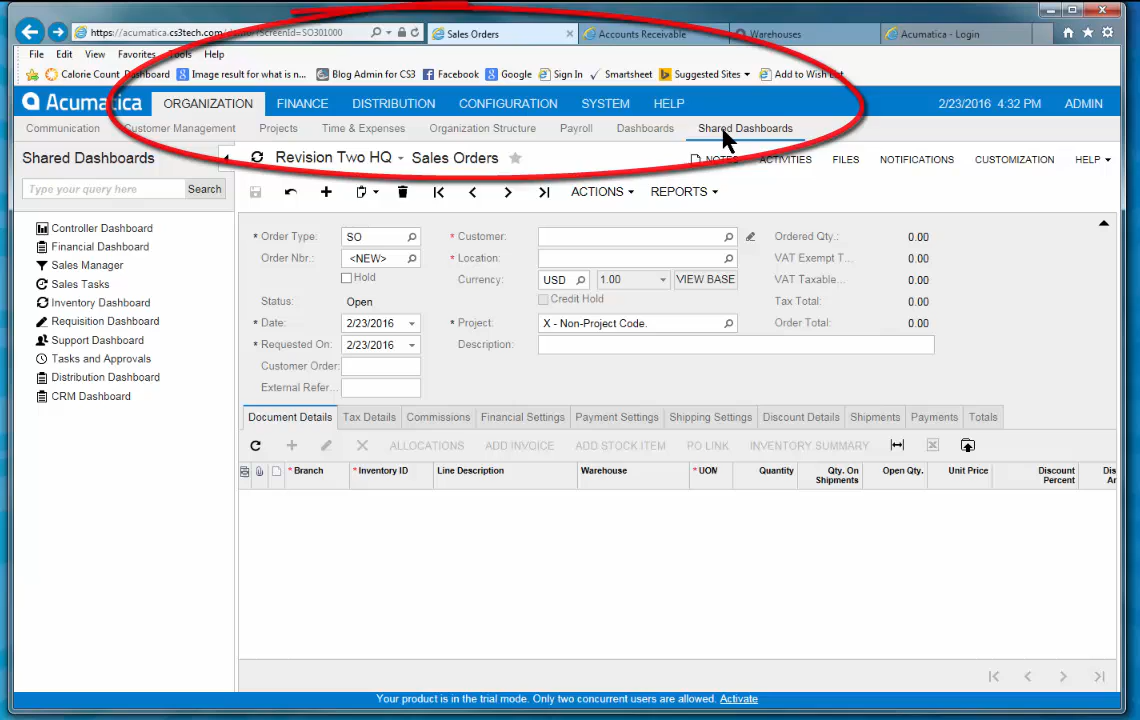 https://acumatica.cs3tech.com/ ScreenId=SO301000
Sales Orders
Accounts Receivable
Warehouses
Acumatica - Login
File Edit View Favorites Tools Help
Calorie Count Dashboard Image result for what is n... Blog Admin for CS3 Facebook Google Sign In Smartsheet Suggested Sites Add to Wish List
Acumatica ORGANIZATION FINANCE DISTRIBUTION CONFIGURATION SYSTEM HELP 2/23/2016 4:32 PM ADMIN
Communication Customer Management Projects Time & Expenses Organization Structure Payroll Dashboards Shared Dashboards
Shared Dashboards
Revision Two HQ - Sales Orders
NOTES ACTIVITIES FILES NOTIFICATIONS CUSTOMIZATION HELP
Type your query here Search
ACTIONS REPORTS
Controller Dashboard
Financial Dashboard
Sales Manager
Sales Tasks
Inventory Dashboard
Requisition Dashboard
Support Dashboard
Tasks and Approvals
Distribution Dashboard
CRM Dashboard
* Order Type: SO * Customer: Ordered Qty.: 0.00
Order Nbr.: <NEW> * Location: VAT Exempt T... 0.00
Hold Currency: USD 1.00 VIEW BASE VAT Taxable... 0.00
Status: Open Credit Hold Tax Total: 0.00
* Date: 2/23/2016 * Project: X - Non-Project Code. Order Total: 0.00
* Requested On: 2/23/2016 Description:
Customer Order:
External Refer...
Document Details Tax Details Commissions Financial Settings Payment Settings Shipping Settings Discount Details Shipments Payments Totals
ALLOCATIONS ADD INVOICE ADD STOCK ITEM PO LINK INVENTORY SUMMARY
* Branch * Inventory ID Line Description Warehouse * UOM Quantity Qty. On Shipments Open Qty. Unit Price Discount Percent Dis Ar
Your product is in the trial mode. Only two concurrent users are allowed. Activate